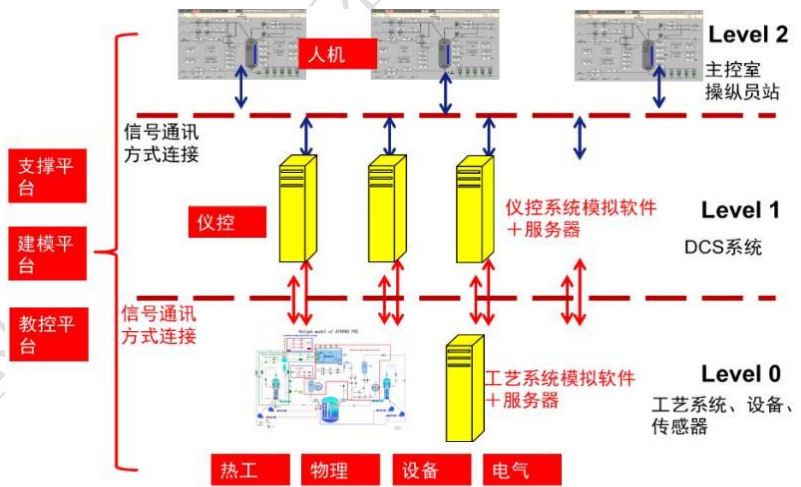 人机
Level 2
主控室
操纵员站
信号通讯
方式连接
支撑平
台
仪控
仪控系统模拟软件
＋服务器
Level 1
DCS系统
建模平
台
信号通讯
方式连接
教控平
台
工艺系统模拟软件
＋服务器
Level 0
工艺系统、设备、
传感器
热工
物理
设备
电气